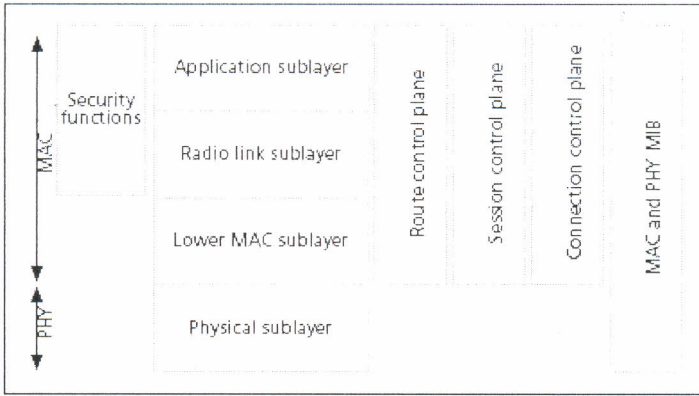 MAC
PHY
Security
functions
Application sublayer
Radio link sublayer
Lower MAC sublayer
Physical sublayer
Route control plane
Session control plane
Connection control plane
MAC and PHY MIB